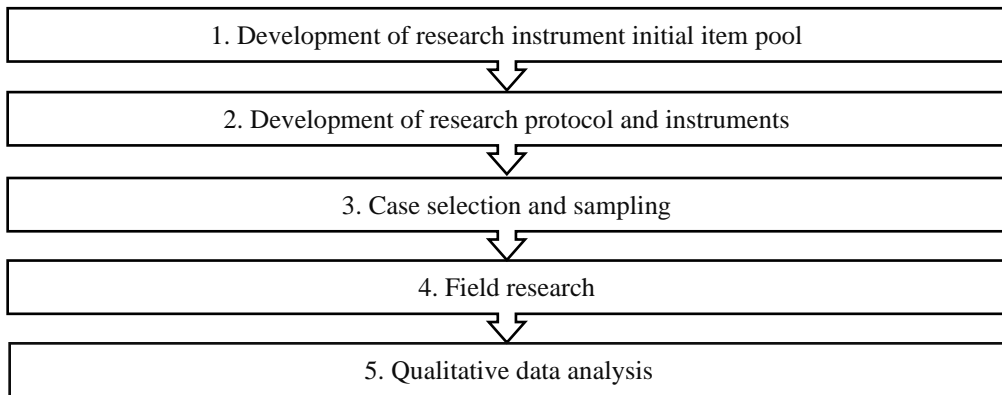 1. Development of research instrument initial item pool
2. Development of research protocol and instruments
3. Case selection and sampling
4. Field research
5. Qualitative data analysis